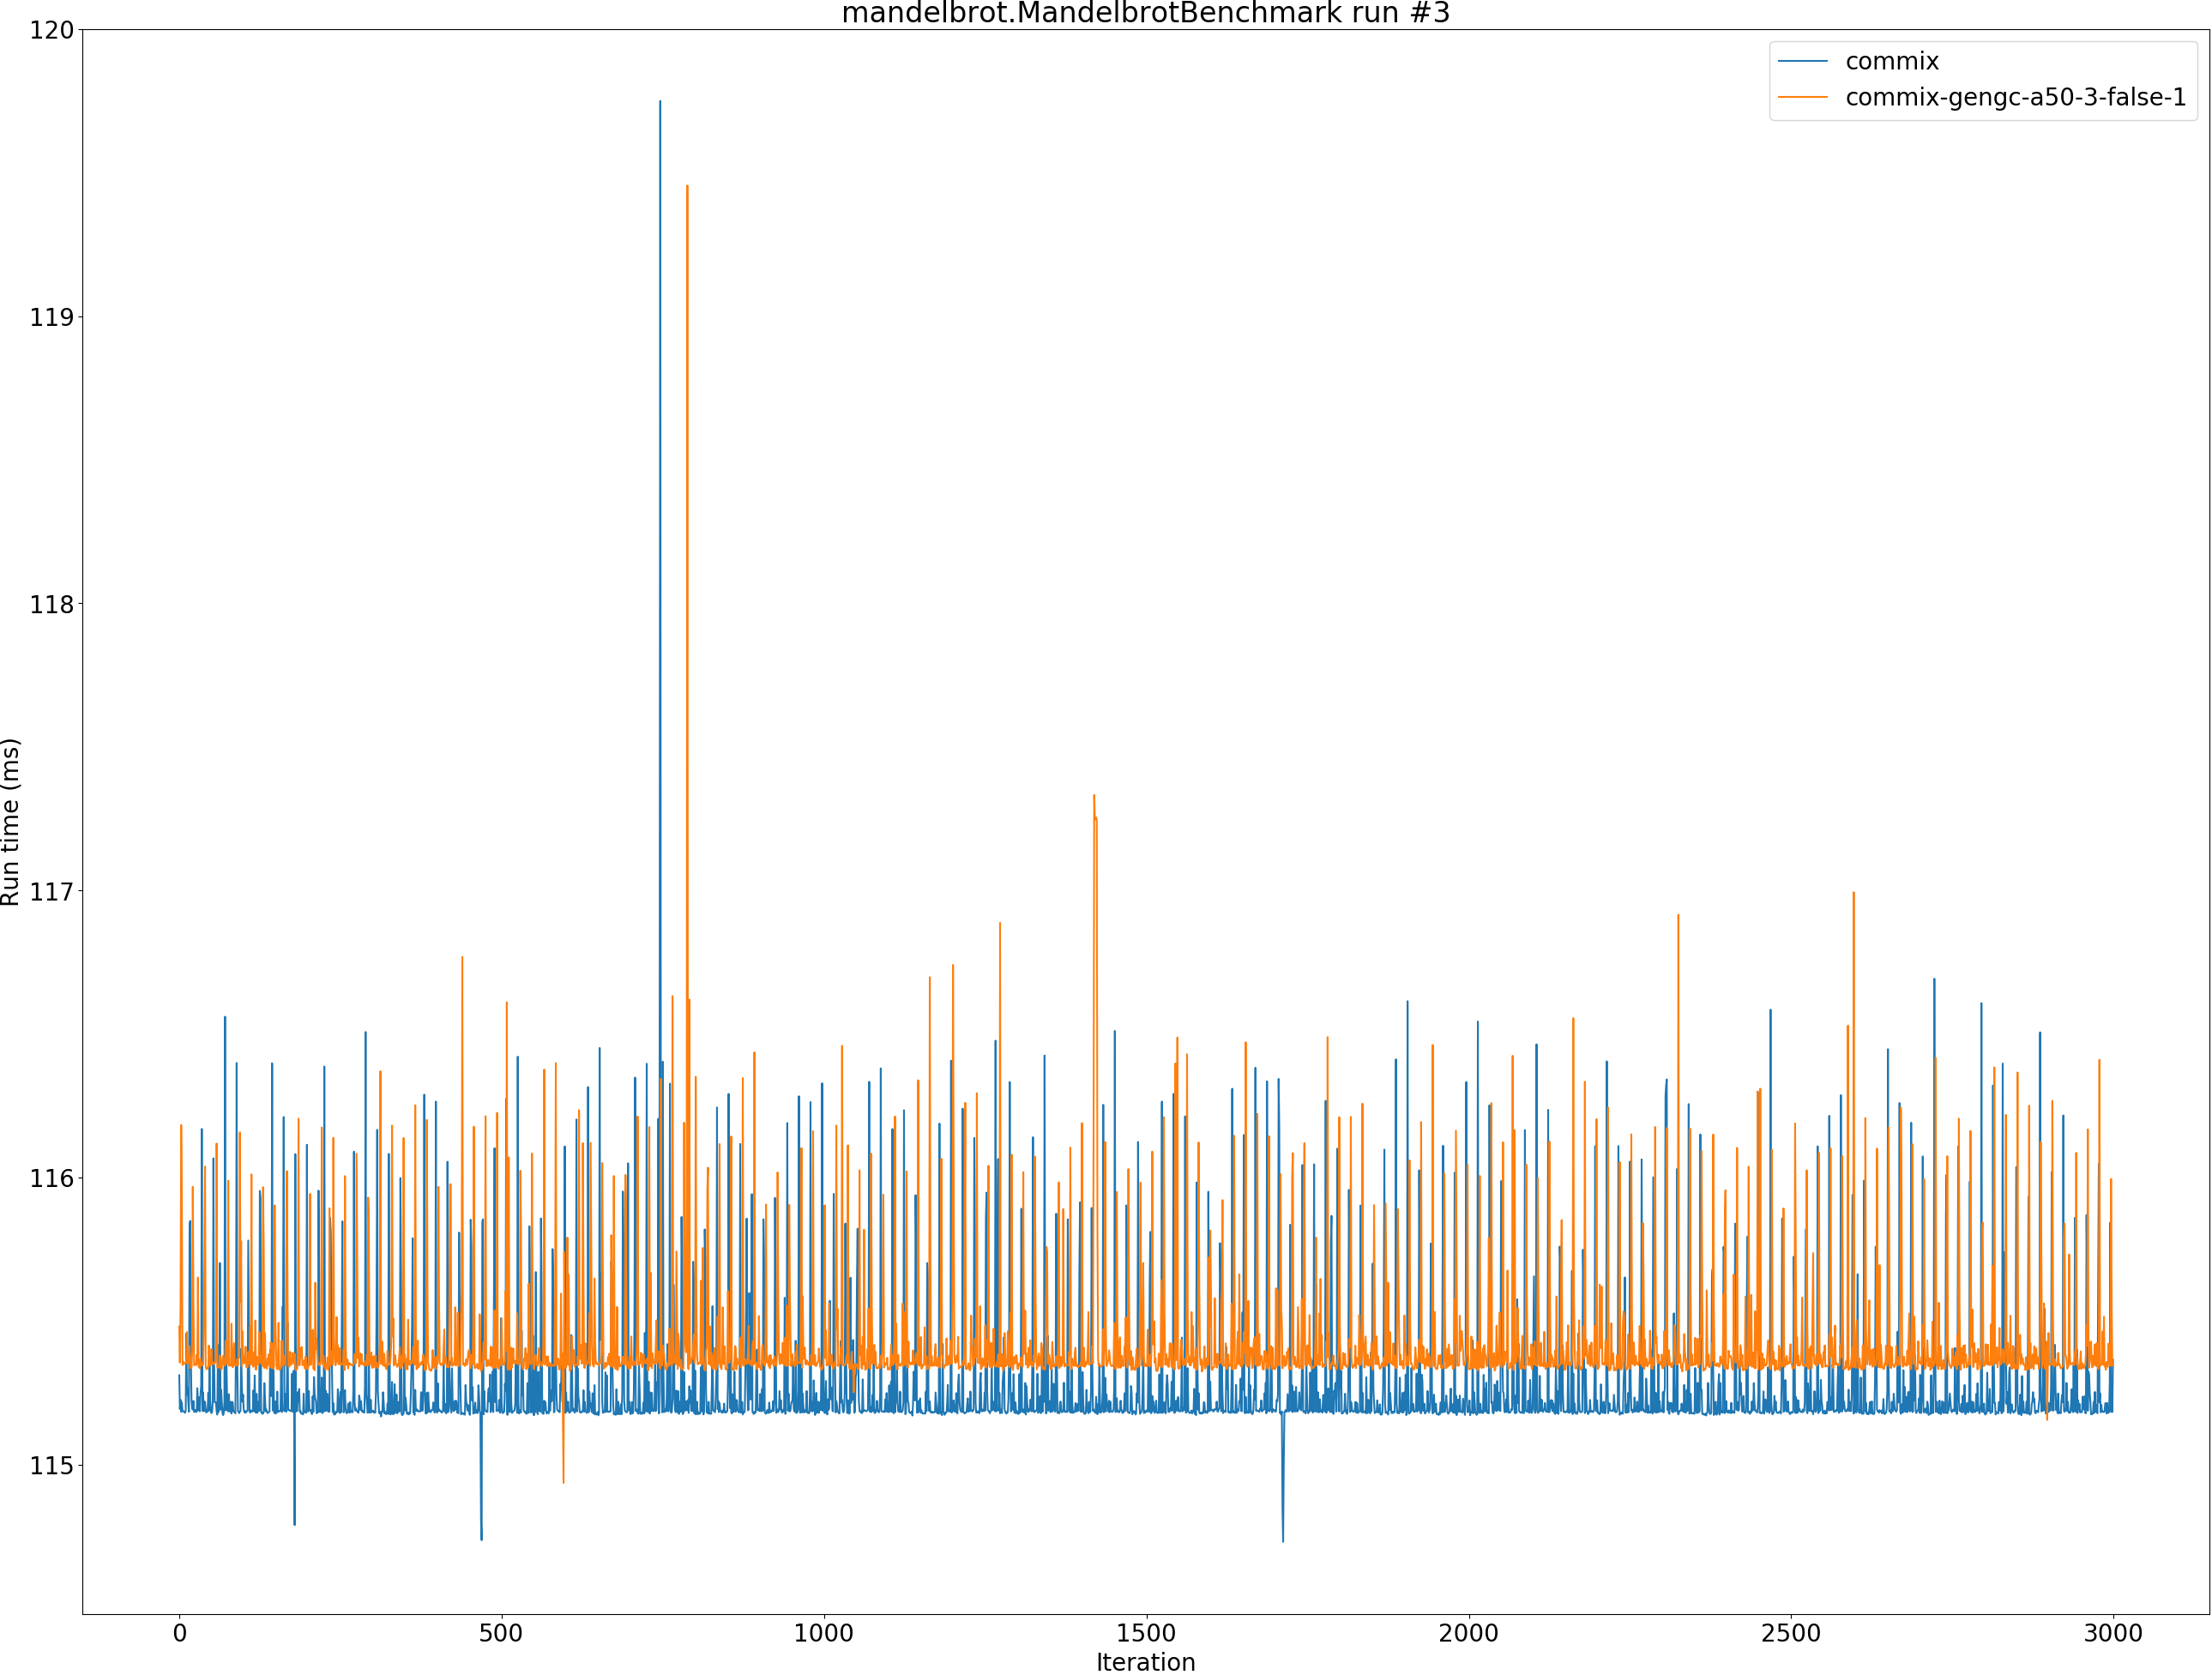 mandelbrot.MandelbrotBenchmark run #3
commix
commix-gengc-a50-3-false-1
Run time (ms)
120
119
118
117
116
115
0 500 1000 1500 2000 2500 3000
Iteration